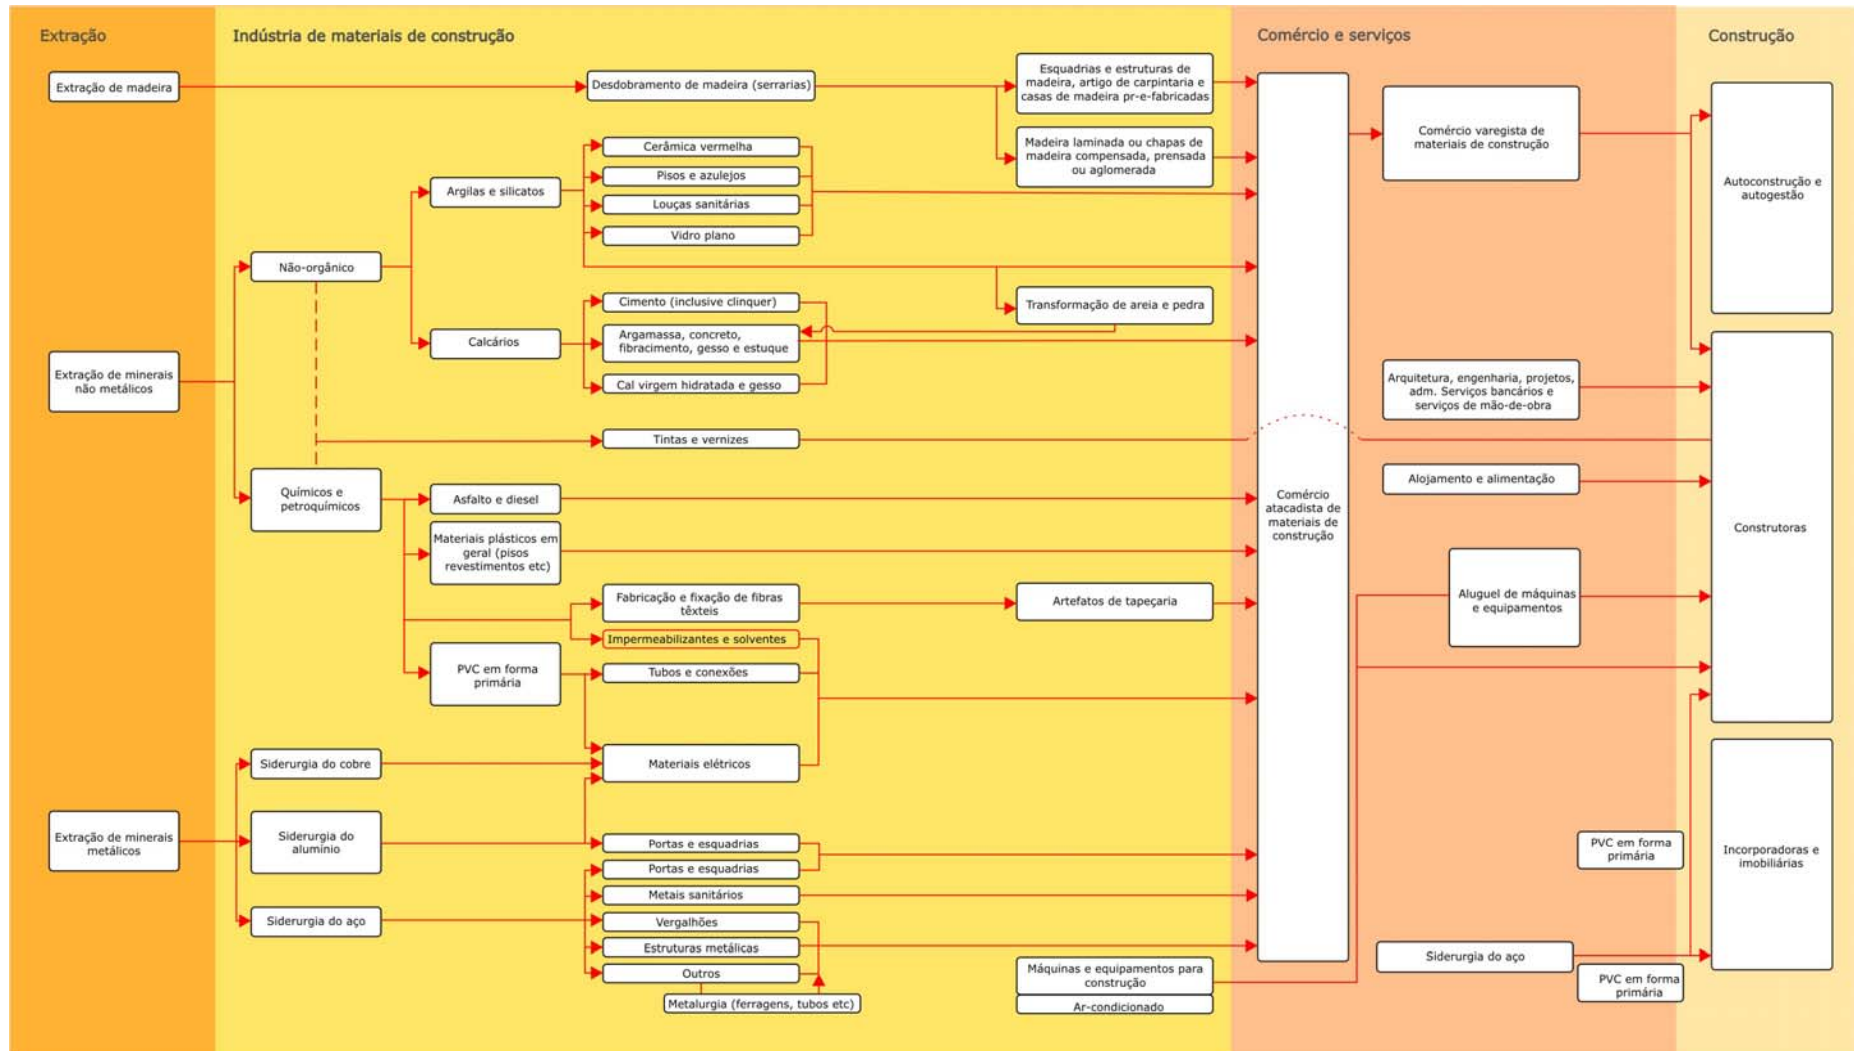 Extração
Indústria de materiais de construção
Comércio e serviços
Construção
Extração de madeira
Desdobramento de madeira (serrarias)
Esquadrias e estruturas de
madeira, artigo de carpintaria e
casas de madeira pr-e-fabricadas
Madeira laminada ou chapas de
madeira compensada, prensada
ou aglomerada
Comércio varegista de
materiais de construção
Autoconstrução e
autogestão
Cerâmica vermelha
Pisos e azulejos
Argilas e silicatos
Louças sanitárias
Vidro plano
Não-orgânico
Cimento (inclusive clinquer)
Transformação de areia e pedra
Calcários
Argamassa, concreto,
fibracimento, gesso e estuque
Cal virgem hidratada e gesso
Extração de minerais
não metálicos
Arquitetura, engenharia, projetos,
adm. Serviços bancários e
serviços de mão-de-obra
Tintas e vernizes
Químicos e
petroquímicos
Asfalto e diesel
Comércio
atacadista de
materiais de
construção
Alojamento e alimentação
Construtoras
Materiais plásticos em
geral (pisos
revestimentos etc)
Fabricação e fixação de fibras
têxteis
Artefatos de tapeçaria
Aluguel de máquinas
e equipamentos
Impermeabilizantes e solventes
PVC em forma
primária
Tubos e conexões
Siderurgia do cobre
Materiais elétricos
Extração de minerais
metálicos
Siderurgia do
alumínio
Portas e esquadrias
Portas e esquadrias
PVC em forma
primária
Incorporadoras e
imobiliárias
Metais sanitários
Siderurgia do aço
Vergalhões
Estruturas metálicas
Outros
Metalurgia (ferragens, tubos etc)
Máquinas e equipamentos para
construção
Ar-condicionado
Siderurgia do aço
PVC em forma
primária